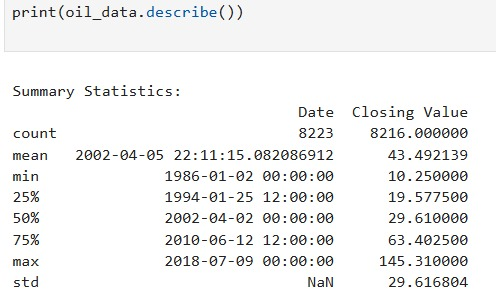 print(oil_data.describe())
Summary Statistics:
Date Closing Value
count 8223 8216.000000
mean 2002-04-05 22:11:15.082086912 43.492139
min 1986-01-02 00:00:00 10.250000
25% 1994-01-25 12:00:00 19.577500
50% 2002-04-02 00:00:00 29.610000
75% 2010-06-12 12:00:00 63.402500
max 2018-07-09 00:00:00 145.310000
std NaN 29.616804